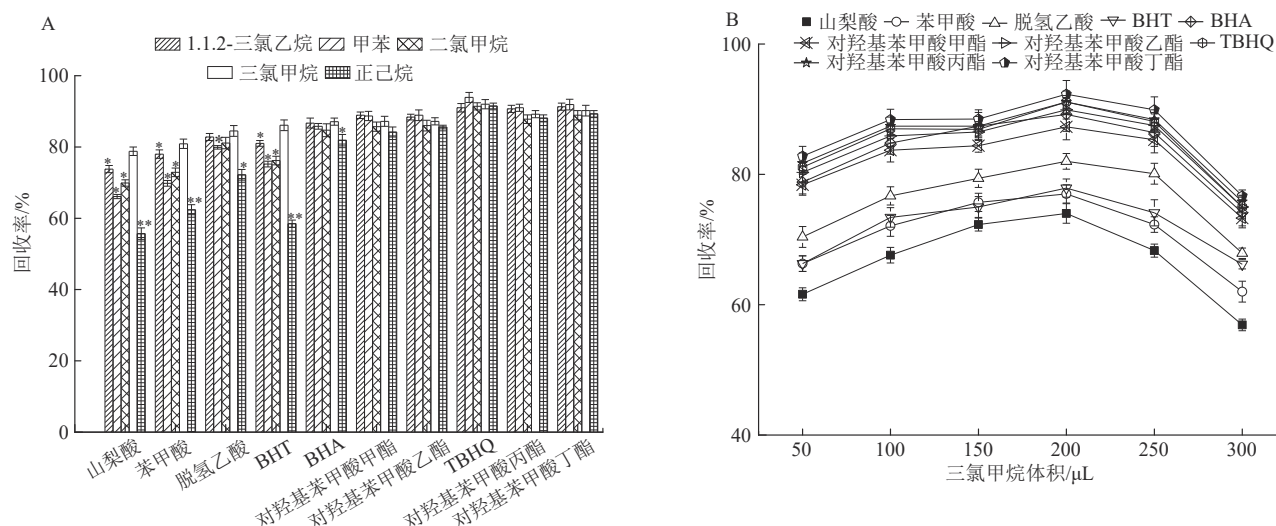 A
1.1.2-三氯乙烷 甲苯 二氯甲烷
三氯甲烷 正己烷
100
80
60
40
20
0
回收率/%
* * * **
* * * **
* *
* * * **
*
山梨酸
苯甲酸
脱氢乙酸
BHT
BHA
对羟基苯甲酸甲酯
对羟基苯甲酸乙酯
TBHQ
对羟基苯甲酸丙酯
对羟基苯甲酸丁酯
B
山梨酸 苯甲酸 脱氢乙酸 BHT BHA
对羟基苯甲酸甲酯 对羟基苯甲酸乙酯 TBHQ
对羟基苯甲酸丙酯 对羟基苯甲酸丁酯
100
80
60
40
回收率/%
50 100 150 200 250 300
三氯甲烷体积/μL